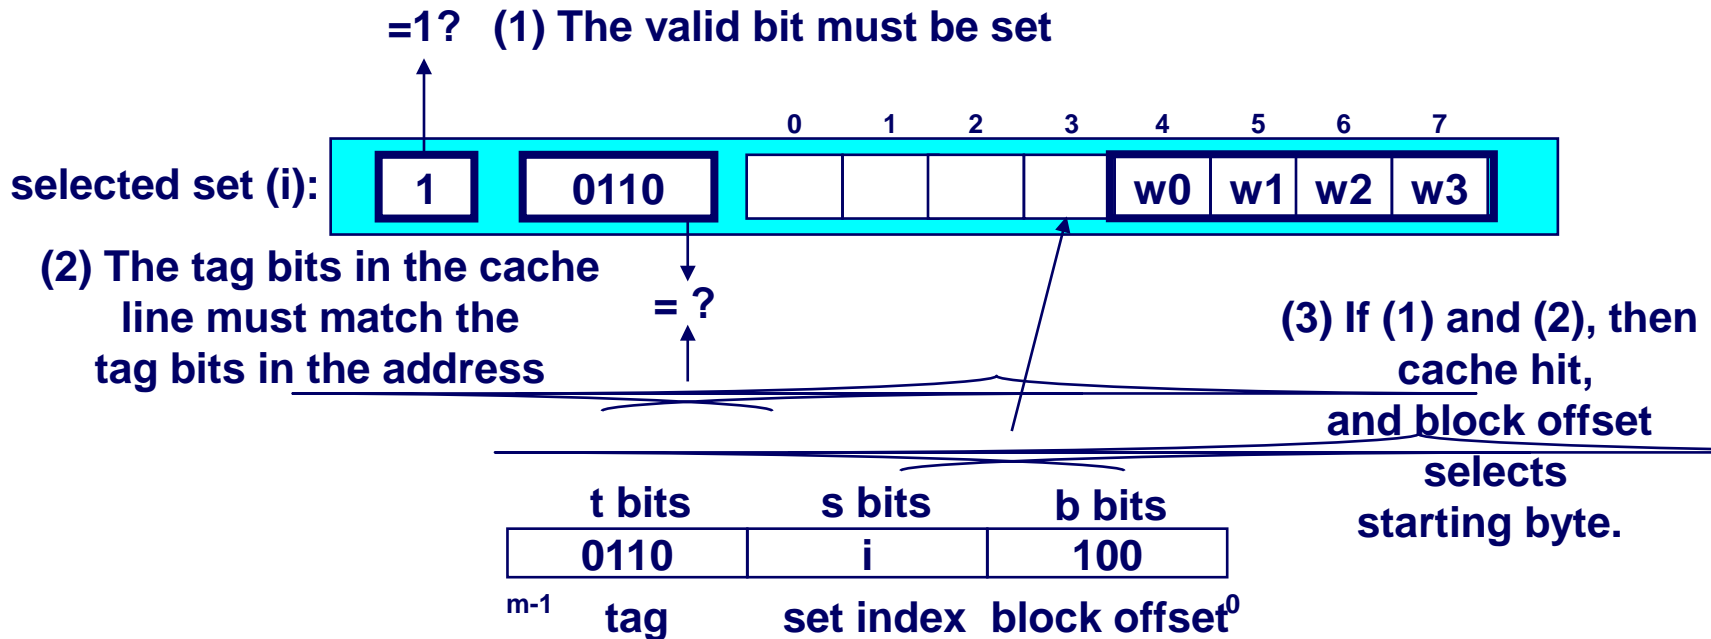 =1? (1) The valid bit must be set
0 1 2 3 4 5 6 7
selected set (i): 1 0110 w0 w1 w2 w3
(2) The tag bits in the cache
line must match the
tag bits in the address
= ?
(3) If (1) and (2), then
cache hit,
and block offset
selects
starting byte.
t bits s bits b bits
0110 i 100
m-1 tag set index block offset 0